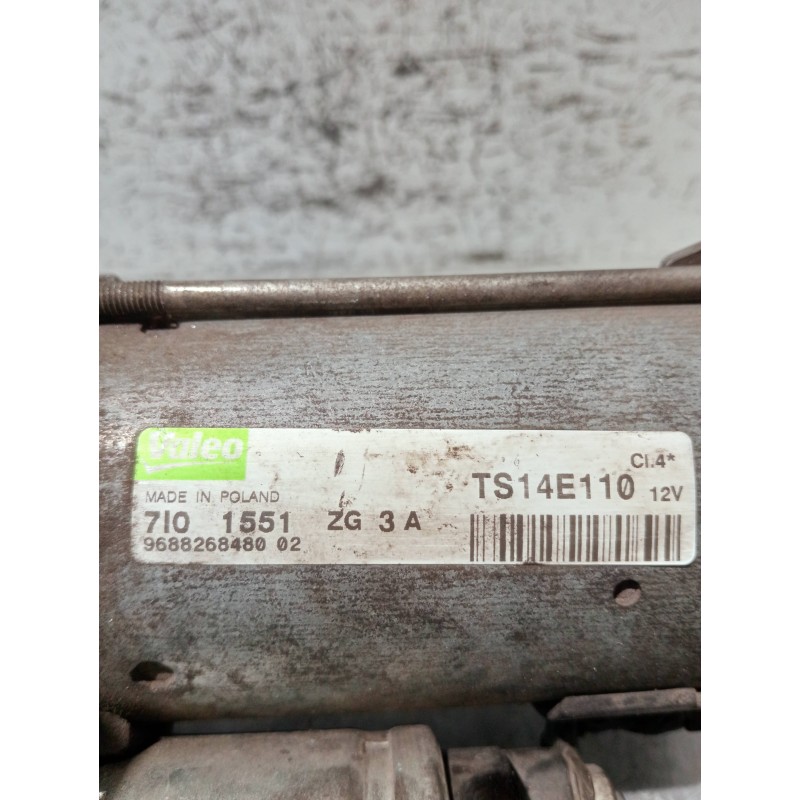 Valeo
MADE IN POLAND
7I0 1551 ZG 3 A
9688268480 02
Cl.4*
TS14E110 12V